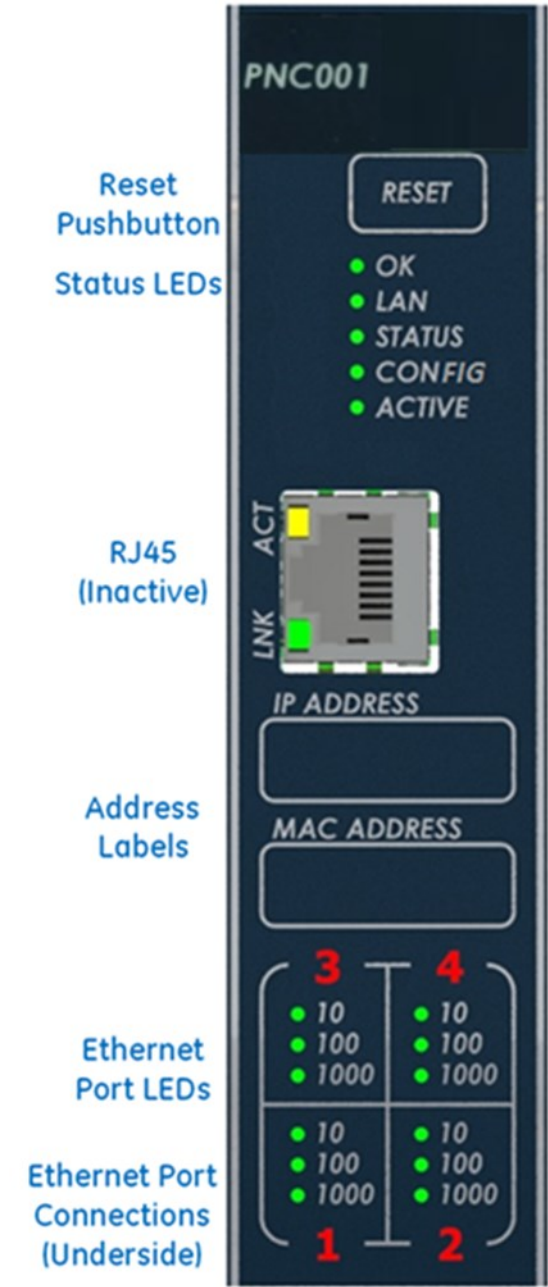 PNC001
RESET
Reset
Pushbutton
Status LEDs
OK
LAN
STATUS
CONFIG
ACTIVE
RJ45
(Inactive)
ACT
LNK
IP ADDRESS
Address
Labels
MAC ADDRESS
3 4
10 10
100 100
1000 1000
Ethernet
Port LEDs
10 10
100 100
1000 1000
1 2
Ethernet Port
Connections
(Underside)